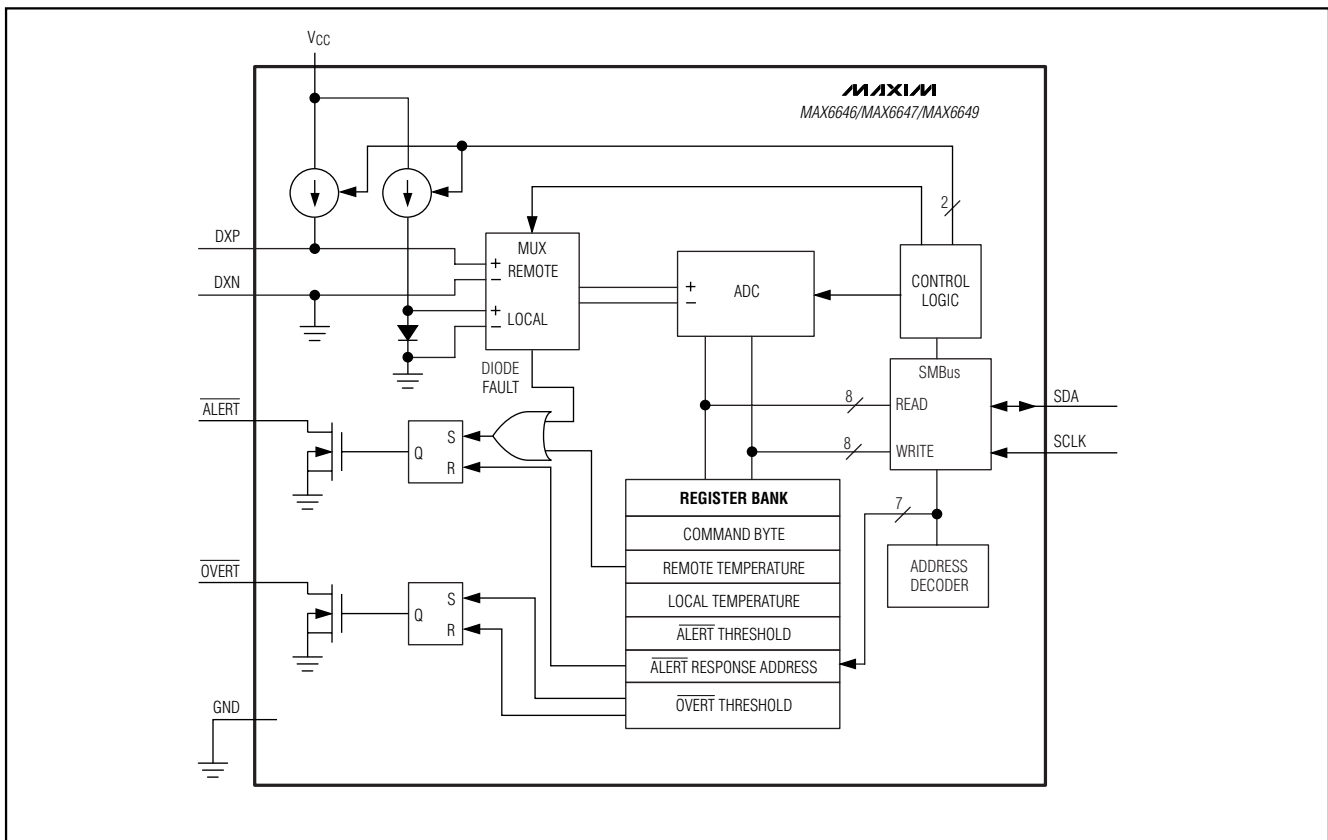 VCC
MAXIM
MAX6646/MAX6647/MAX6649
2
DXP
MUX
+ REMOTE
−
DXN
+ LOCAL
−
+ ADC
−
CONTROL
LOGIC
DIODE
FAULT
SMBus
8 READ
SDA
8 WRITE
SCLK
ALERT
Q S
R
REGISTER BANK
COMMAND BYTE
REMOTE TEMPERATURE
LOCAL TEMPERATURE
ALERT THRESHOLD
ALERT RESPONSE ADDRESS
OVERT THRESHOLD
7
ADDRESS
DECODER
OVERT
Q S
R
GND